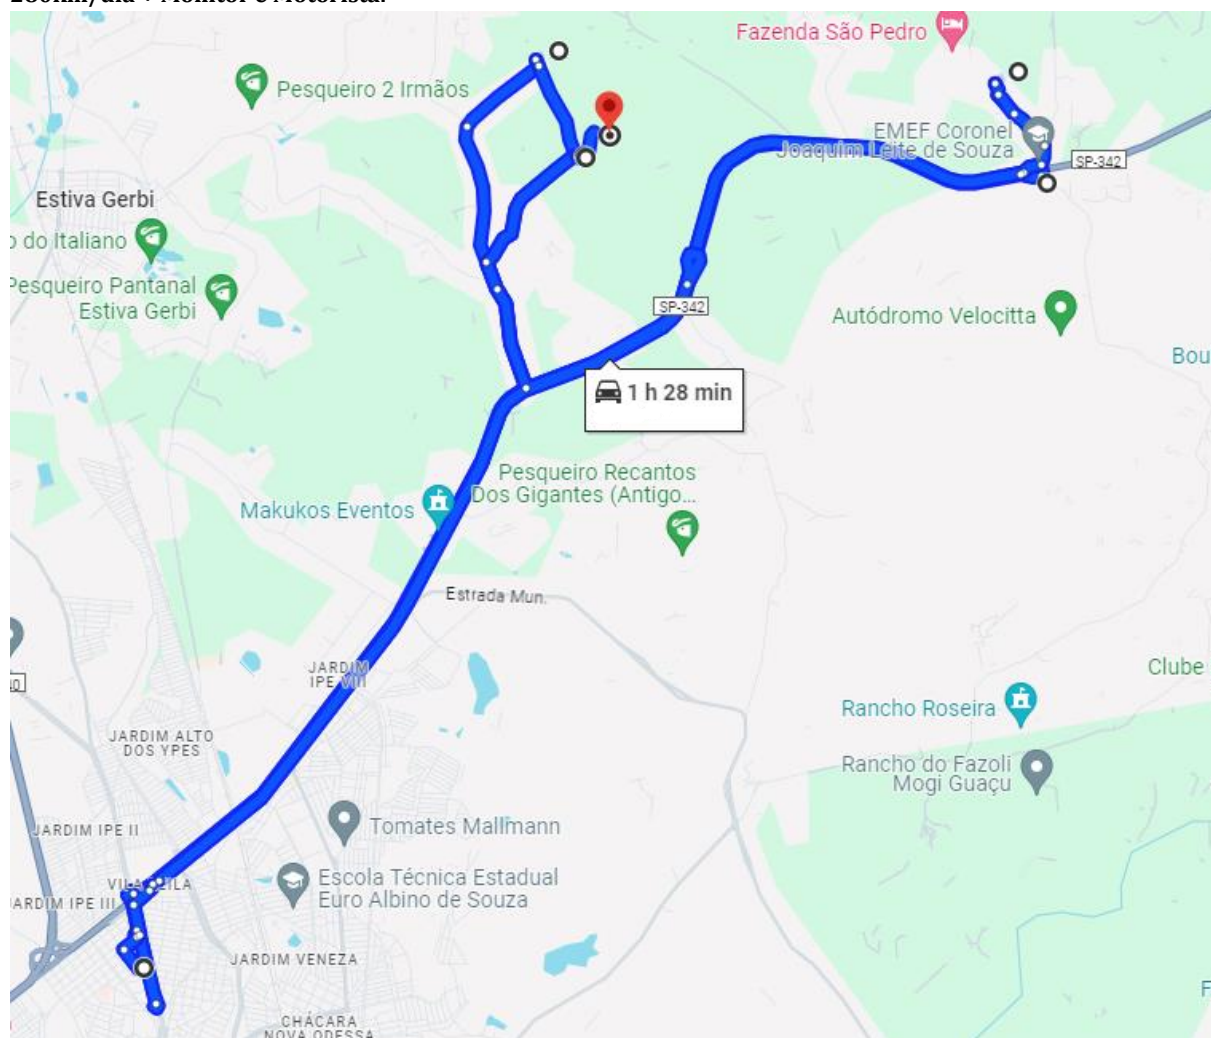 Fazenda São Pedro
Pesqueiro 2 Irmãos
EMEF Coronel
Joaquim Leite de Souza
SP-342
Estiva Gerbi
o do Italiano
Pesqueiro Pantanal
Estiva Gerbi
SP-342
Autódromo Velocitta
Bou
1 h 28 min
Pesqueiro Recantos
Dos Gigantes (Antigo...
Makukos Eventos
Estrada Mun.
JARDIM
IPE VIII
Clube
Rancho Roseira
JARDIM ALTO
DOS YPES
Rancho do Fazoli
Mogi Guaçu
JARDIM IPE II
Tomates Mallmann
Escola Técnica Estadual
Euro Albino de Souza
JARDIM IPE III
JARDIM VENEZA
F
CHÁCARA
NOVA ODESSA